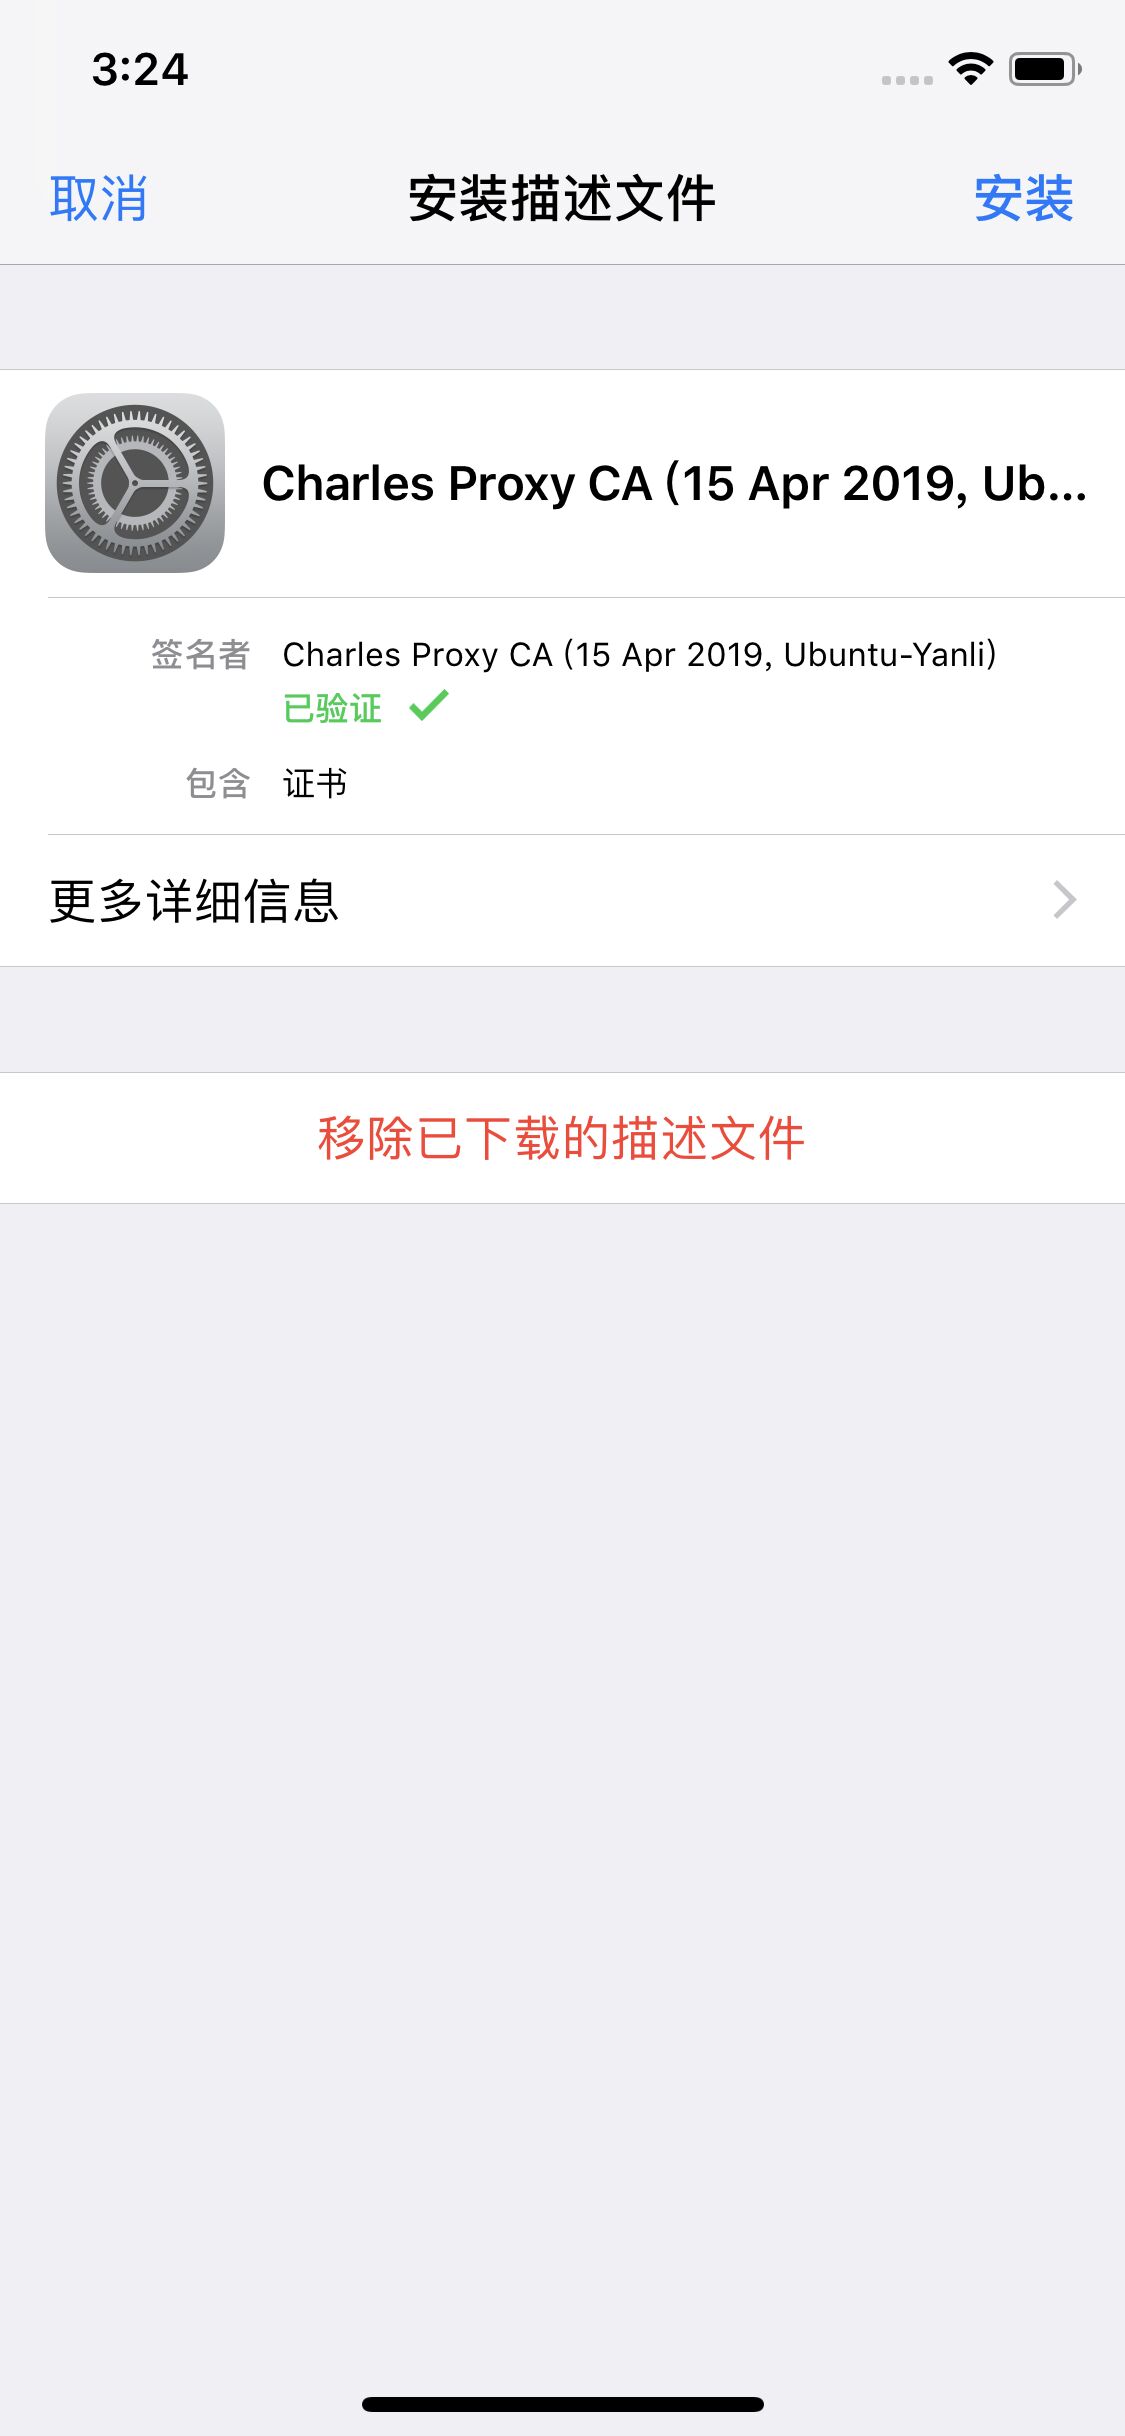 3:24
取消 安装描述文件 安装
Charles Proxy CA (15 Apr 2019, Ub...
签名者 Charles Proxy CA (15 Apr 2019, Ubuntu-Yanli)
已验证
包含 证书
更多详细信息
移除已下载的描述文件